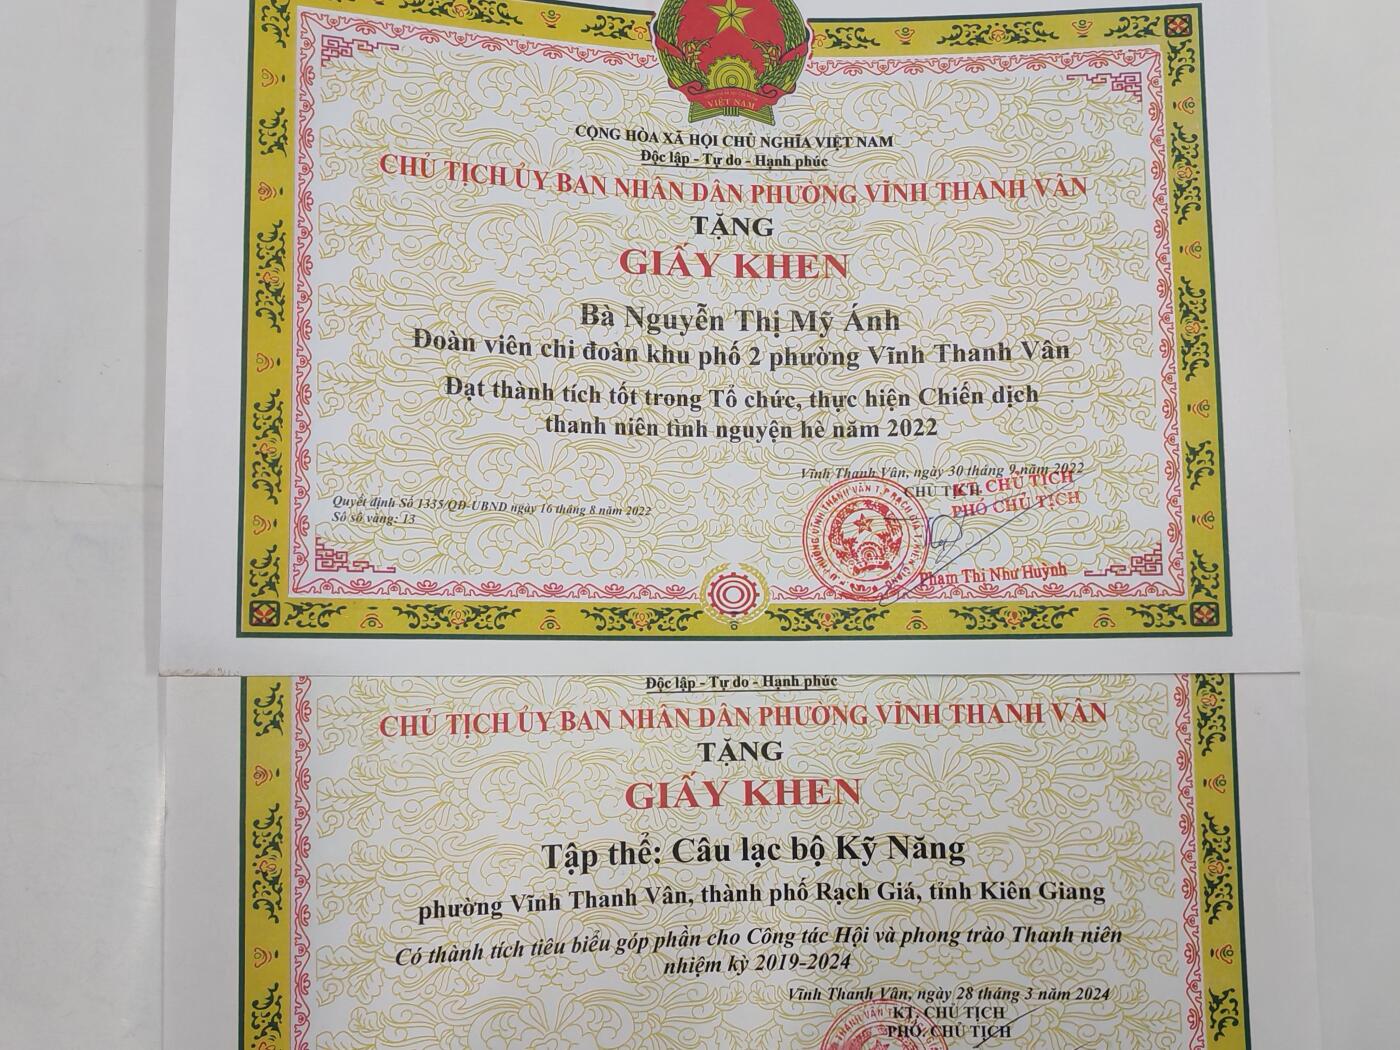 VIỆT NAM
CỘNG HÒA XÃ HỘI CHỦ NGHĨA VIỆT NAM
Độc lập - Tự do - Hạnh phúc
CHỦ TỊCH ỦY BAN NHÂN DÂN PHƯỜNG VĨNH THANH VÂN
TẶNG
GIẤY KHEN
Bà Nguyễn Thị Mỹ Ánh
Đoàn viên chi đoàn khu phố 2 phường Vĩnh Thanh Vân
Đạt thành tích tốt trong Tổ chức, thực hiện Chiến dịch
thanh niên tình nguyện hè năm 2022
Vĩnh Thanh Vân, ngày 30 tháng 9 năm 2022
CHỦ TỊCH
KT. CHỦ TỊCH
PHÓ CHỦ TỊCH
Quyết định Số 1335/QĐ-UBND ngày 16 tháng 8 năm 2022
Số sổ vàng: 13
Phạm Thị Như Huỳnh
Độc lập - Tự do - Hạnh phúc
CHỦ TỊCH ỦY BAN NHÂN DÂN PHƯỜNG VĨNH THANH VÂN
TẶNG
GIẤY KHEN
Tập thể: Câu lạc bộ Kỹ Năng
phường Vĩnh Thanh Vân, thành phố Rạch Giá, tỉnh Kiên Giang
Có thành tích tiêu biểu góp phần cho Công tác Hội và phong trào Thanh niên
nhiệm kỳ 2019-2024
Vĩnh Thanh Vân, ngày 28 tháng 3 năm 2024
KT. CHỦ TỊCH
PHÓ. CHỦ TỊCH